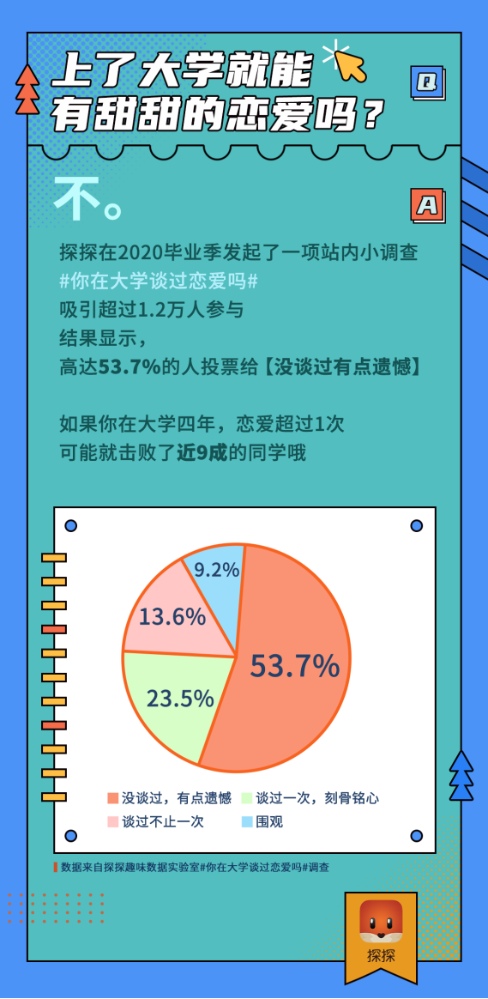 上了大学就能
有甜甜的恋爱吗?
Q
不。
A
探探在2020毕业季发起了一项站内小调查
#你在大学谈过恋爱吗#
吸引超过1.2万人参与
结果显示，
高达53.7%的人投票给【没谈过有点遗憾】
如果你在大学四年，恋爱超过1次
可能就击败了近9成的同学哦
9.2%
13.6%
53.7%
23.5%
没谈过，有点遗憾 谈过一次，刻骨铭心
谈过不止一次 围观
数据来自探探趣味数据实验室#你在大学谈过恋爱吗#调查
探探